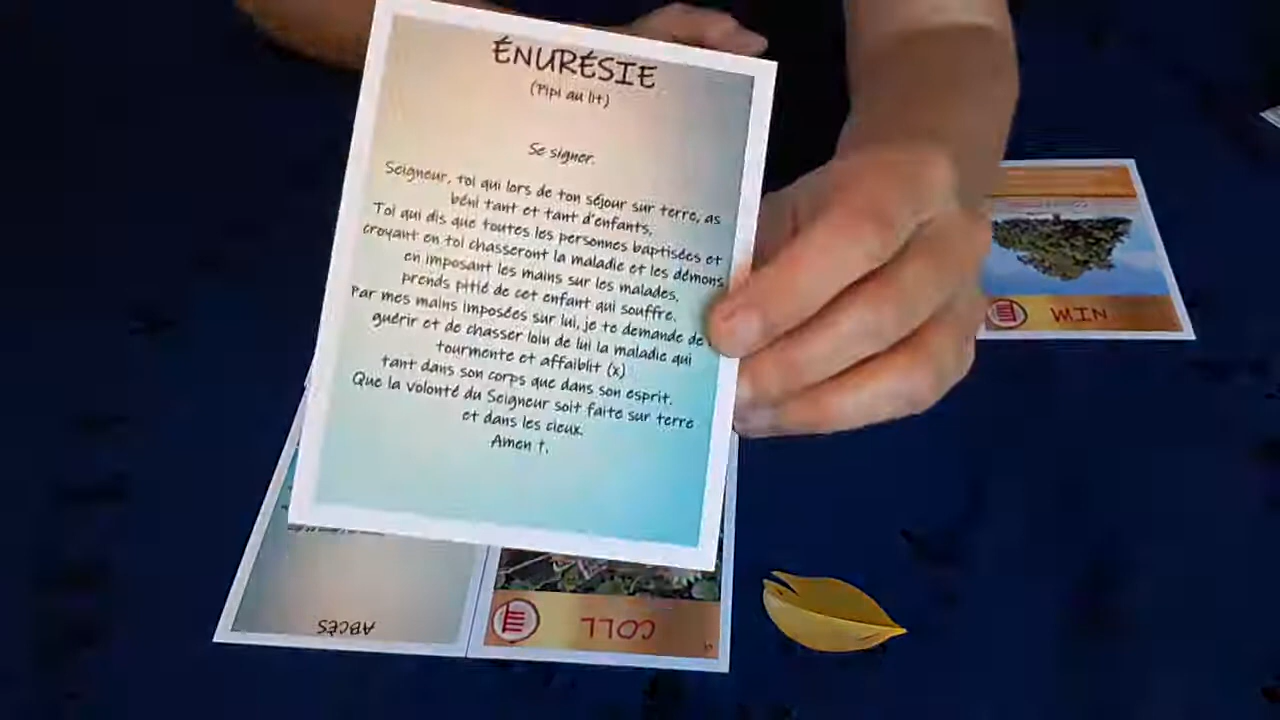 ÉNURÉSIE
(Pipi au lit)
Se signer.
Seigneur, toi qui lors de ton séjour sur terre, as
béni tant et tant d'enfants,
Toi qui dis que toutes les personnes baptisées et
croyant en toi chasseront la maladie et les démons
en imposant les mains sur les malades,
prends pitié de cet enfant qui souffre.
Par mes mains imposées sur lui, je te demande de
guérir et de chasser loin de lui la maladie qui
tourmente et affaiblit (x)
tant dans son corps que dans son esprit.
Que la volonté du Seigneur soit faite sur terre
et dans les cieux.
Amen †.
MIN
COLL
ABCÈS